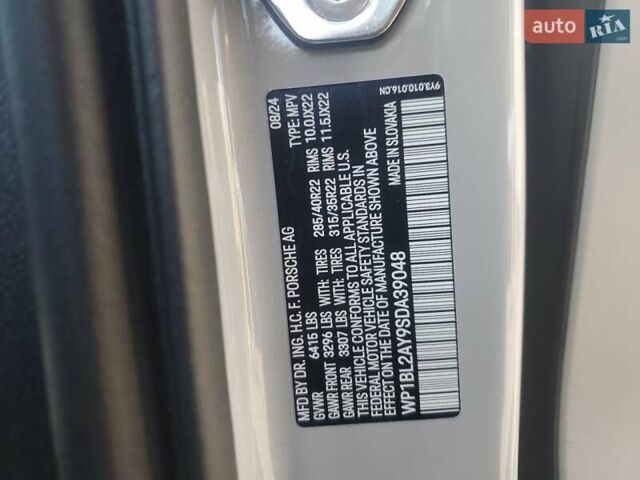 auto RIA
.com
MFD BY DR. ING. H.C. F. PORSCHE AG 08/24
GVWR 6415 LBS TYPE: MPV
GAWR FRONT 3296 LBS WITH: TIRES 285/40R22 RIMS 10.0JX22
GAWR REAR 3307 LBS WITH: TIRES 315/35R22 RIMS 11.5JX22
THIS VEHICLE CONFORMS TO ALL APPLICABLE U.S.
FEDERAL MOTOR VEHICLE SAFETY STANDARDS IN
EFFECT ON THE DATE OF MANUFACTURE SHOWN ABOVE
WP1BL2AY9SDA39048 MADE IN SLOVAKIA
9Y3.010.016.CN